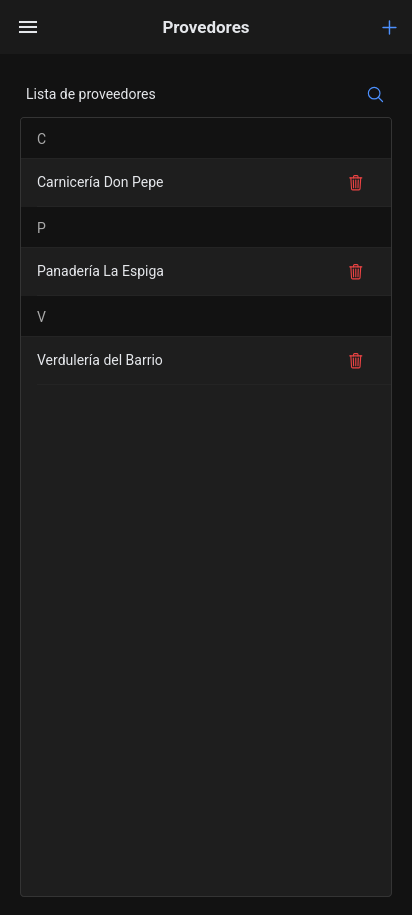 Provedores
Lista de proveedores
C
Carnicería Don Pepe
P
Panadería La Espiga
V
Verdulería del Barrio